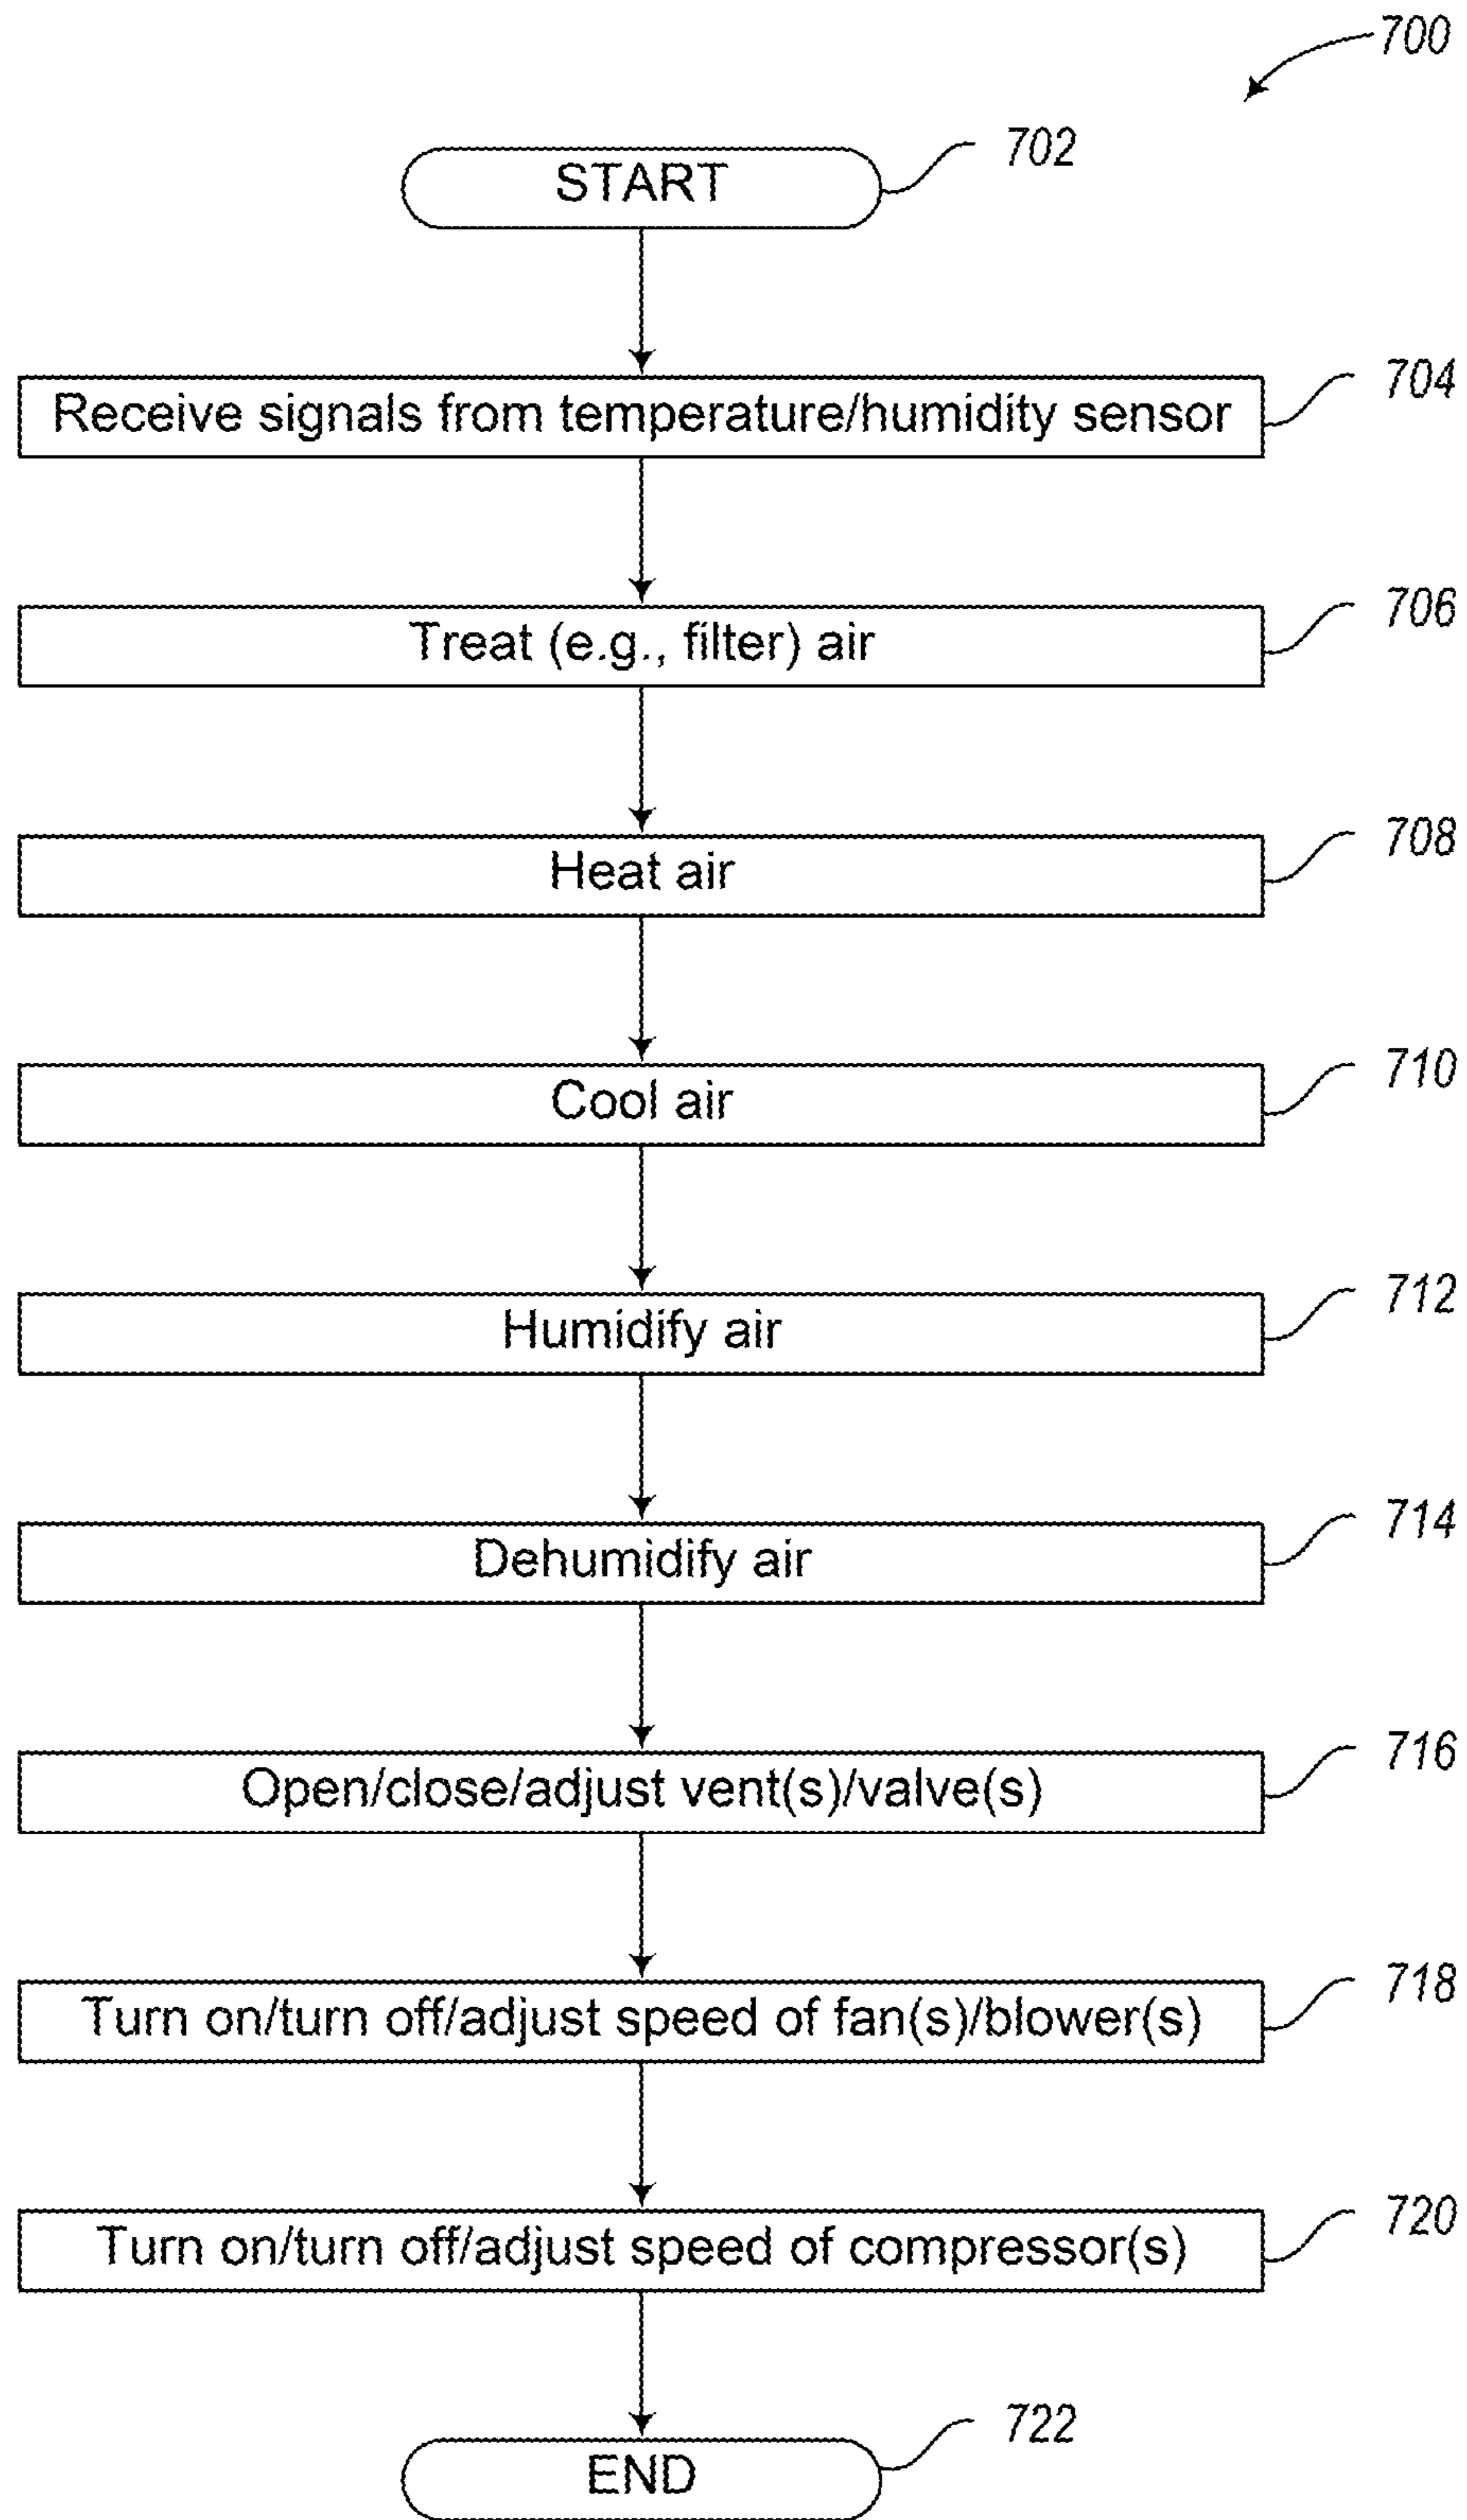 700
START 702
Receive signals from temperature/humidity sensor 704
Treat (e.g., filter) air 706
Heat air 708
Cool air 710
Humidify air 712
Dehumidify air 714
Open/close/adjust vent(s)/valve(s) 716
Turn on/turn off/adjust speed of fan(s)/blower(s) 718
Turn on/turn off/adjust speed of compressor(s) 720
END 722